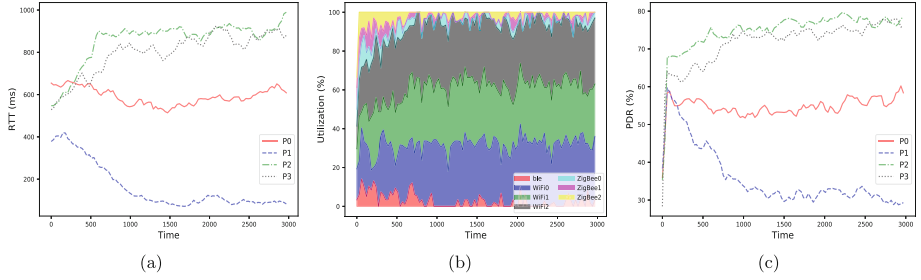 1000
800
600
400
200
RTT (ms)
0
500
1000
1500
2000
2500
3000
Time
P0
P1
P2
P3
(a)
100
80
60
40
20
0
Utilization (%)
0
500
1000
1500
2000
2500
3000
Time
ble
WiFi0
WiFi1
WiFi2
ZigBee0
ZigBee1
ZigBee2
(b)
80
70
60
50
40
30
PDR (%)
0
500
1000
1500
2000
2500
3000
Time
P0
P1
P2
P3
(c)